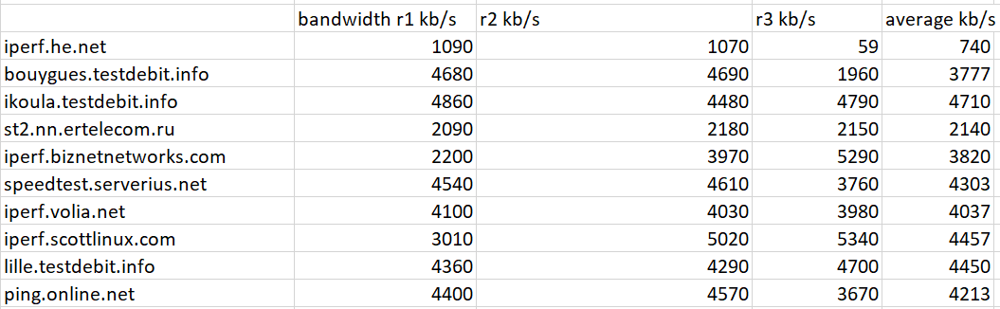 bandwidth r1 kb/s r2 kb/s r3 kb/s average kb/s
iperf.he.net 1090 1070 59 740
bouygues.testdebit.info 4680 4690 1960 3777
ikoula.testdebit.info 4860 4480 4790 4710
st2.nn.ertelecom.ru 2090 2180 2150 2140
iperf.biznetnetworks.com 2200 3970 5290 3820
speedtest.serverius.net 4540 4610 3760 4303
iperf.volia.net 4100 4030 3980 4037
iperf.scottlinux.com 3010 5020 5340 4457
lille.testdebit.info 4360 4290 4700 4450
ping.online.net 4400 4570 3670 4213